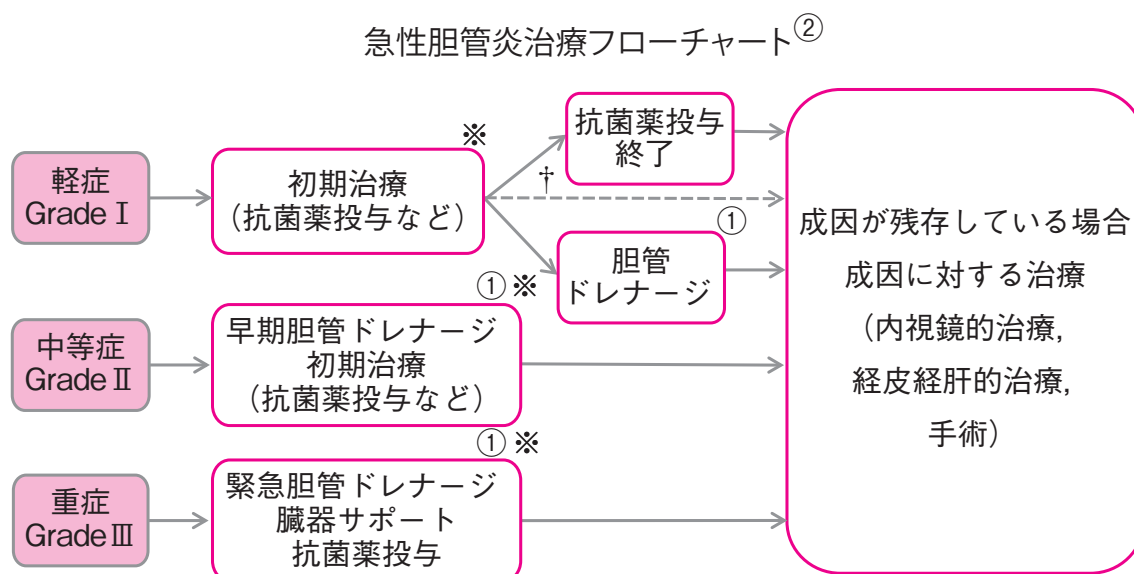 急性胆管炎治療フローチャート②
軽症
Grade Ⅰ
※
初期治療
（抗菌薬投与など）
†
抗菌薬投与
終了
①
胆管
ドレナージ
中等症
Grade Ⅱ
①※
早期胆管ドレナージ
初期治療
（抗菌薬投与など）
重症
Grade Ⅲ
①※
緊急胆管ドレナージ
臓器サポート
抗菌薬投与
成因が残存している場合
成因に対する治療
（内視鏡的治療，
経皮経肝的治療，
手術）